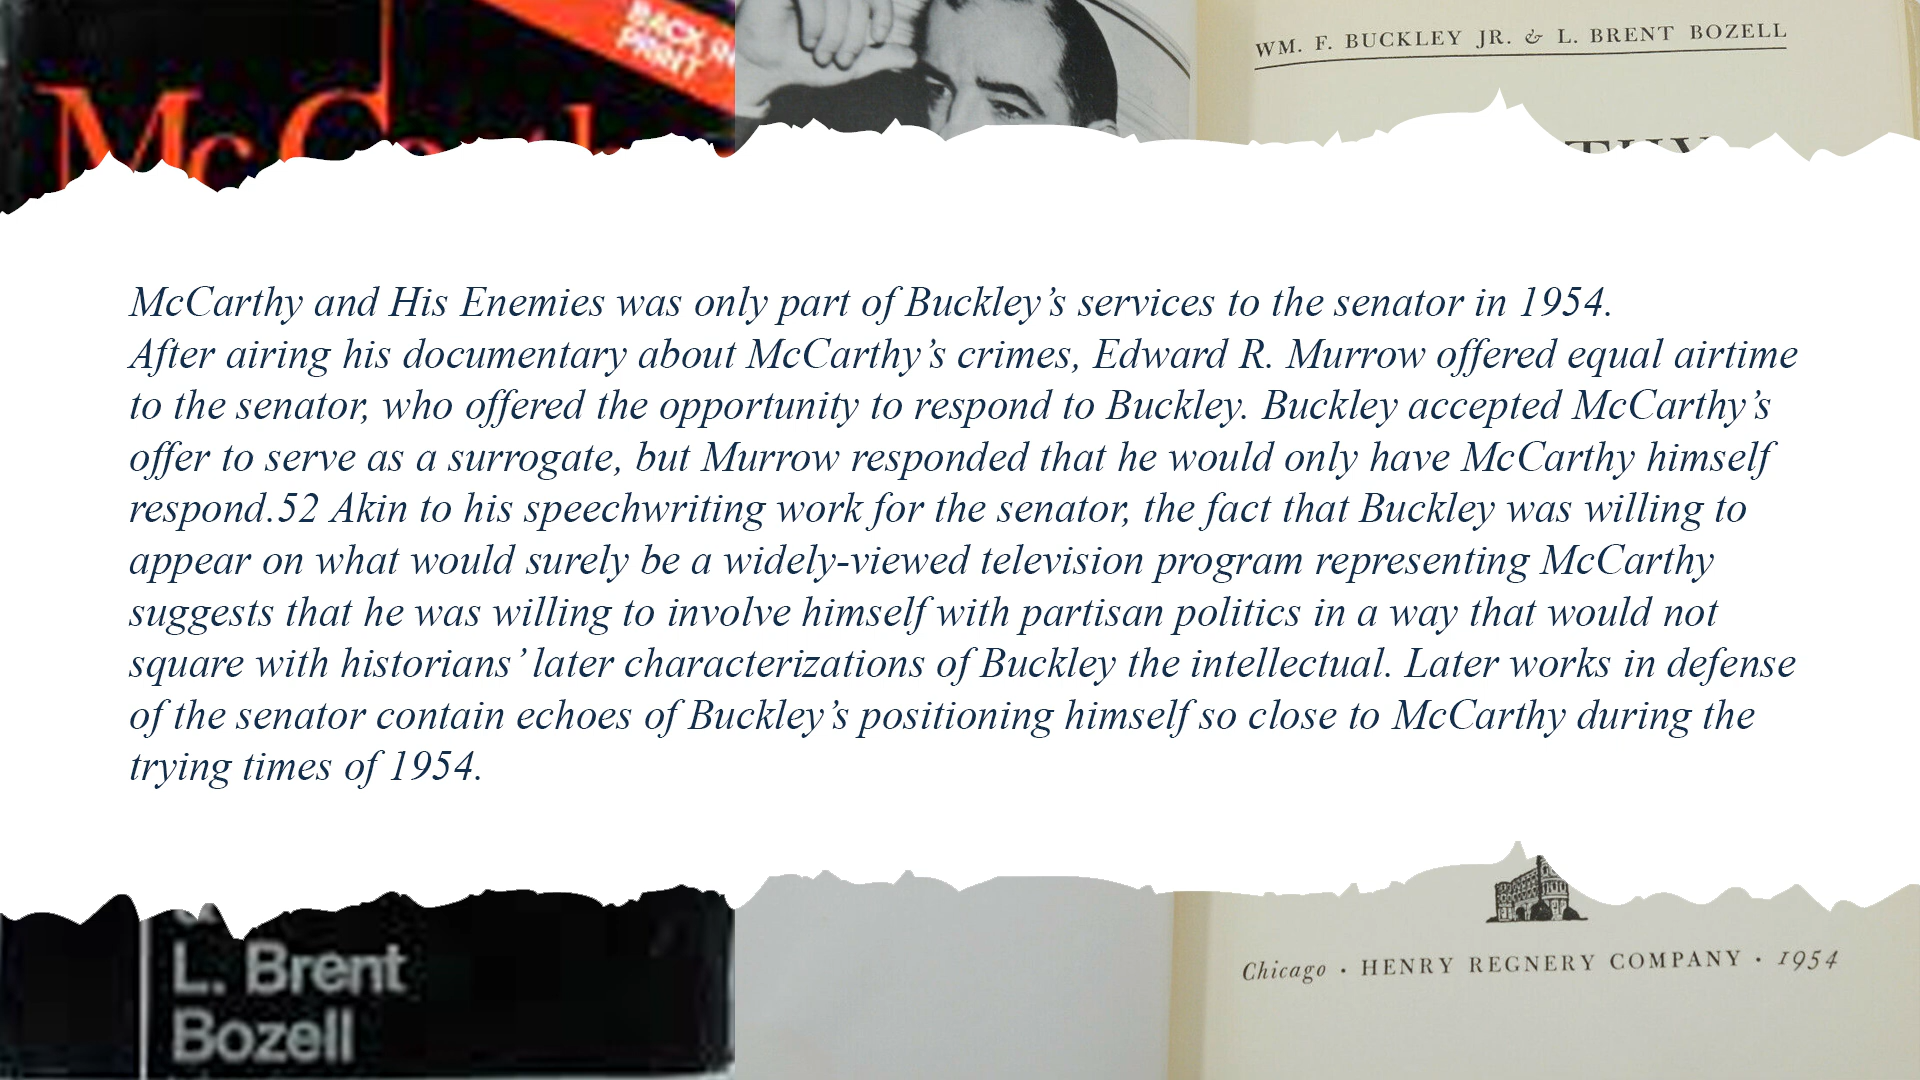 BACK IN
PRINT
McCarthy
WM. F. BUCKLEY JR. & L. BRENT BOZELL
McCarthy and His Enemies was only part of Buckley’s services to the senator in 1954.
After airing his documentary about McCarthy’s crimes, Edward R. Murrow offered equal airtime
to the senator, who offered the opportunity to respond to Buckley. Buckley accepted McCarthy’s
offer to serve as a surrogate, but Murrow responded that he would only have McCarthy himself
respond.52 Akin to his speechwriting work for the senator, the fact that Buckley was willing to
appear on what would surely be a widely-viewed television program representing McCarthy
suggests that he was willing to involve himself with partisan politics in a way that would not
square with historians’ later characterizations of Buckley the intellectual. Later works in defense
of the senator contain echoes of Buckley’s positioning himself so close to McCarthy during the
trying times of 1954.
L. Brent
Bozell
Chicago · HENRY REGNERY COMPANY · 1954